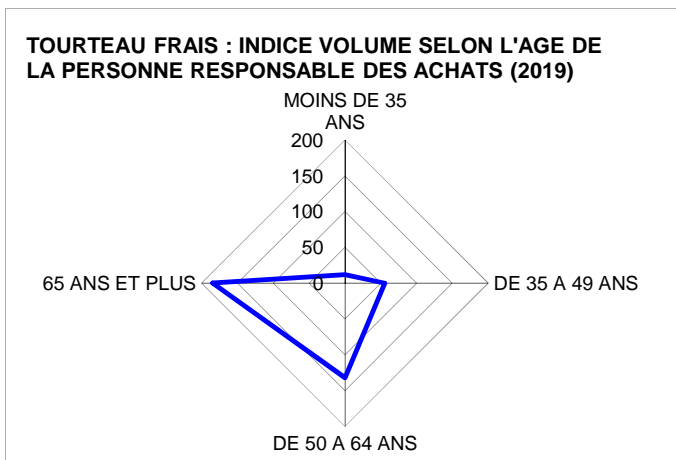 TOURTEAU FRAIS : INDICE VOLUME SELON L'AGE DE
LA PERSONNE RESPONSABLE DES ACHATS (2019)
MOINS DE 35
ANS
200
150
100
50
0
65 ANS ET PLUS
DE 35 A 49 ANS
DE 50 A 64 ANS